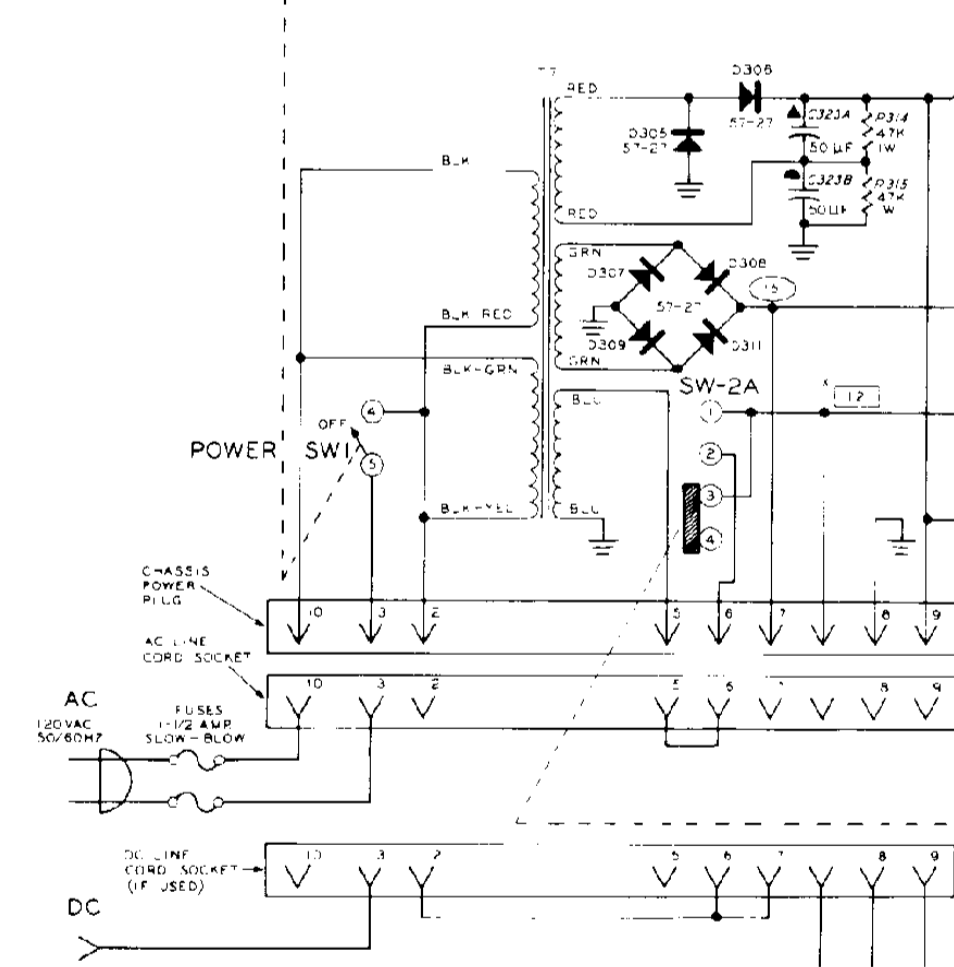 T7
RED
D306
57-27
D305
57-27
C323A
50 µF
R314
47K
1W
C323B
50 µF
R315
47K
W
BLK
RED
GRN
D307
D308
15
57-27
BLK RED
D309
D311
GRN
BLK-GRN
SW-2A
BLU
1
x
12
4
OFF
POWER SW1
5
2
3
BLK-YEL
BLU
4
CHASSIS
POWER
PLUG
10 3 2 5 6 7 8 9
AC LINE
CORD SOCKET
10 3 2 5 6 7 8 9
AC
120VAC
50/60HZ
FUSES
1-1/2 AMP.
SLOW-BLOW
DC LINE
CORD SOCKET
(IF USED)
10 3 2 5 6 7 8 9
DC